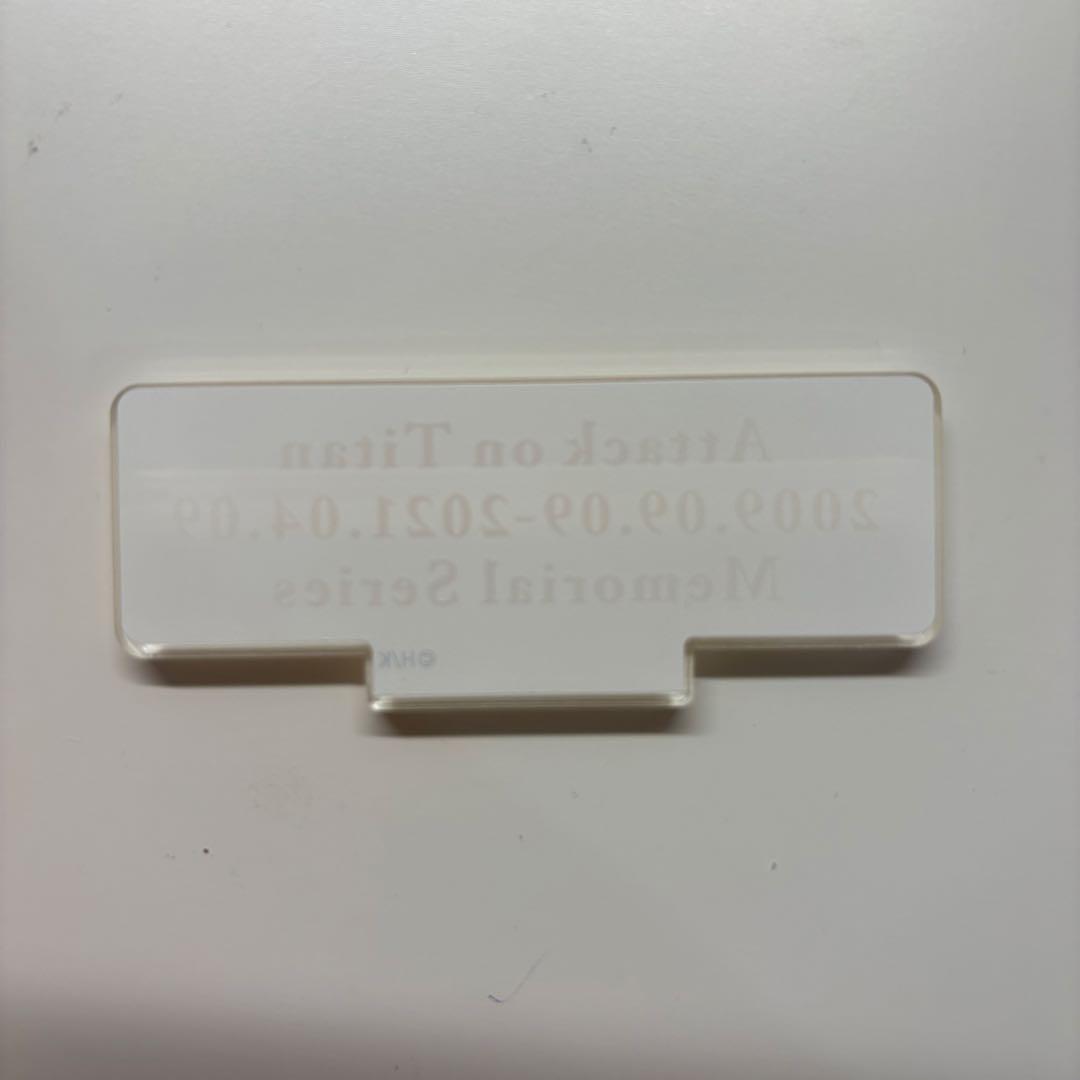 Attack on Titan
2009.09.09-2021.04.09
Memorial Series
©H/K